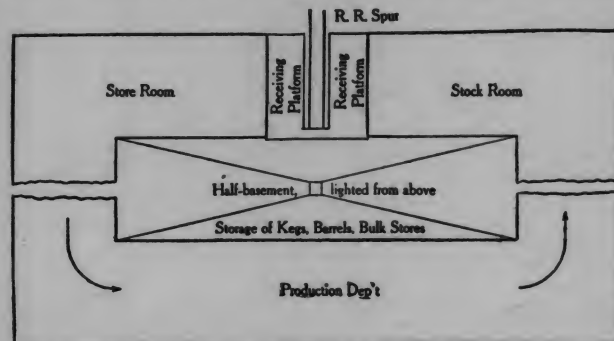 R. R. Spur
Store Room
Receiving
Platform
Receiving
Platform
Stock Room
Half-basement, lighted from above
Storage of Kegs, Barrels, Bulk Stores
Production Dep't